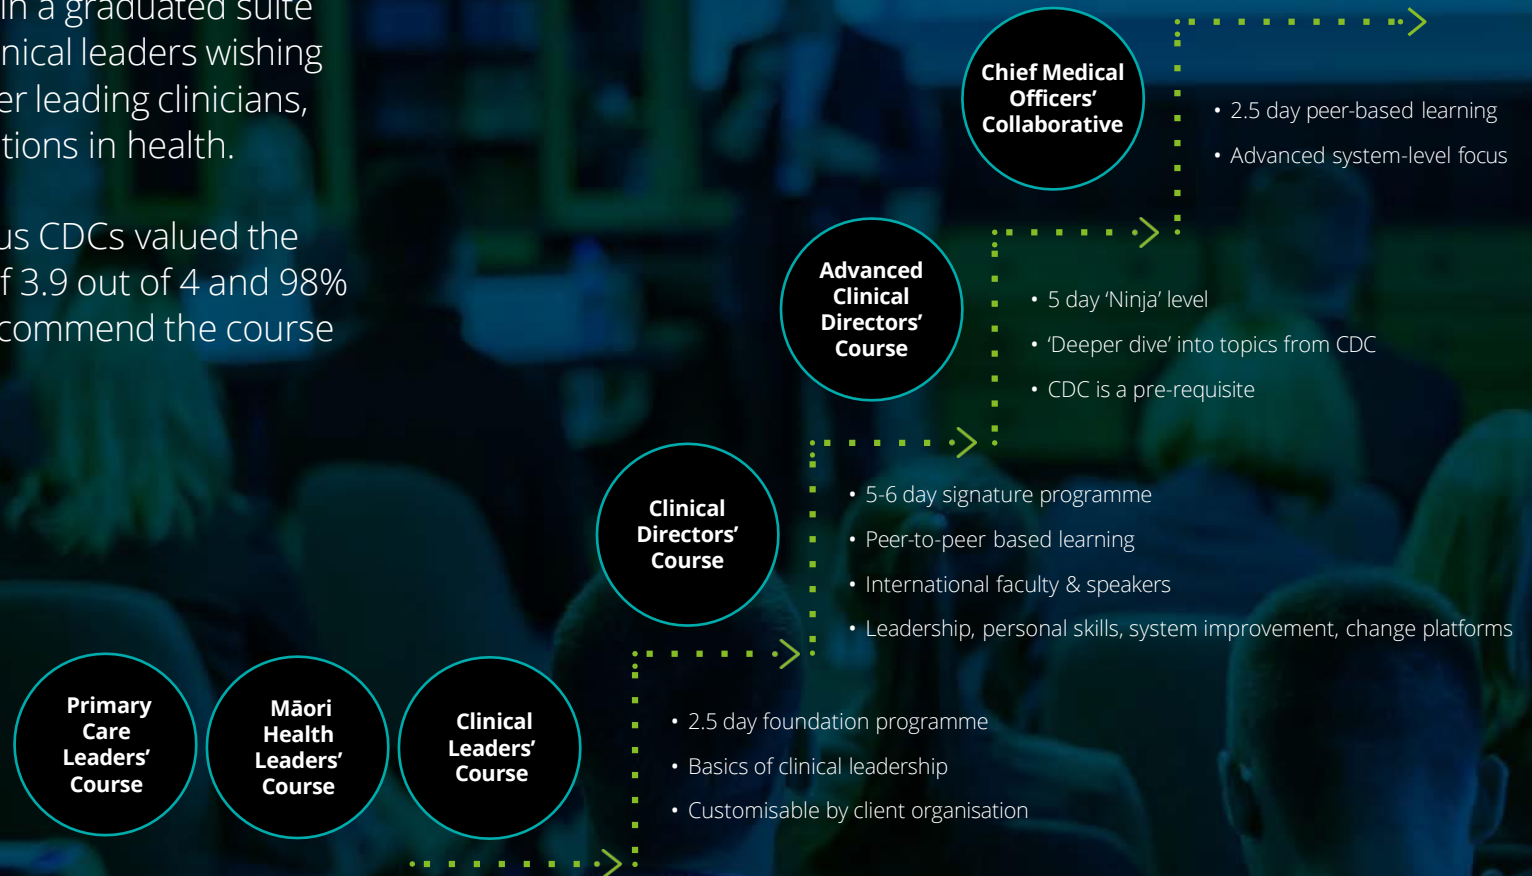 in a graduated suite
nical leaders wishing
er leading clinicians,
tions in health.
us CDCs valued the
f 3.9 out of 4 and 98%
commend the course
Chief Medical
Officers’
Collaborative
• 2.5 day peer-based learning
• Advanced system-level focus
Advanced
Clinical
Directors’
Course
• 5 day ‘Ninja’ level
• ‘Deeper dive’ into topics from CDC
• CDC is a pre-requisite
Clinical
Directors’
Course
• 5-6 day signature programme
• Peer-to-peer based learning
• International faculty & speakers
• Leadership, personal skills, system improvement, change platforms
Primary
Care
Leaders’
Course
Māori
Health
Leaders’
Course
Clinical
Leaders’
Course
• 2.5 day foundation programme
• Basics of clinical leadership
• Customisable by client organisation